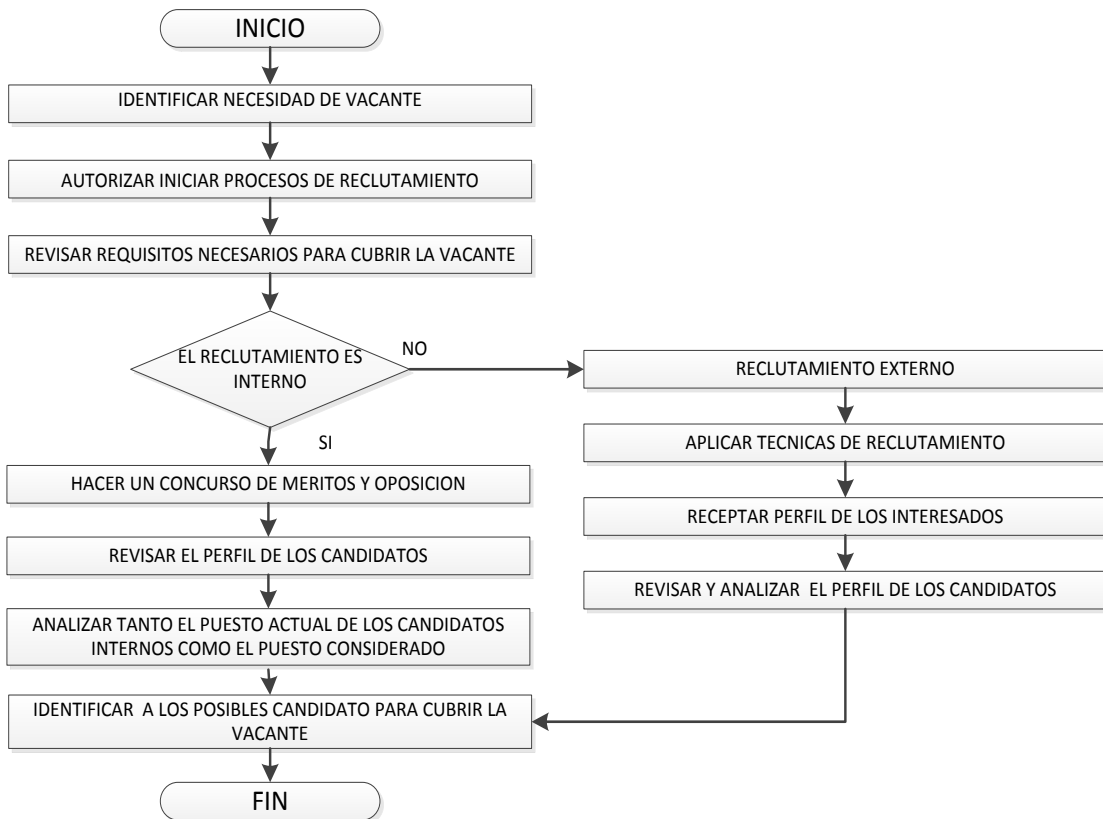 INICIO
IDENTIFICAR NECESIDAD DE VACANTE
AUTORIZAR INICIAR PROCESOS DE RECLUTAMIENTO
REVISAR REQUISITOS NECESARIOS PARA CUBRIR LA VACANTE
EL RECLUTAMIENTO ES
INTERNO
NO
SI
HACER UN CONCURSO DE MERITOS Y OPOSICION
REVISAR EL PERFIL DE LOS CANDIDATOS
ANALIZAR TANTO EL PUESTO ACTUAL DE LOS CANDIDATOS
INTERNOS COMO EL PUESTO CONSIDERADO
RECLUTAMIENTO EXTERNO
APLICAR TECNICAS DE RECLUTAMIENTO
RECEPTAR PERFIL DE LOS INTERESADOS
REVISAR Y ANALIZAR EL PERFIL DE LOS CANDIDATOS
IDENTIFICAR A LOS POSIBLES CANDIDATO PARA CUBRIR LA
VACANTE
FIN